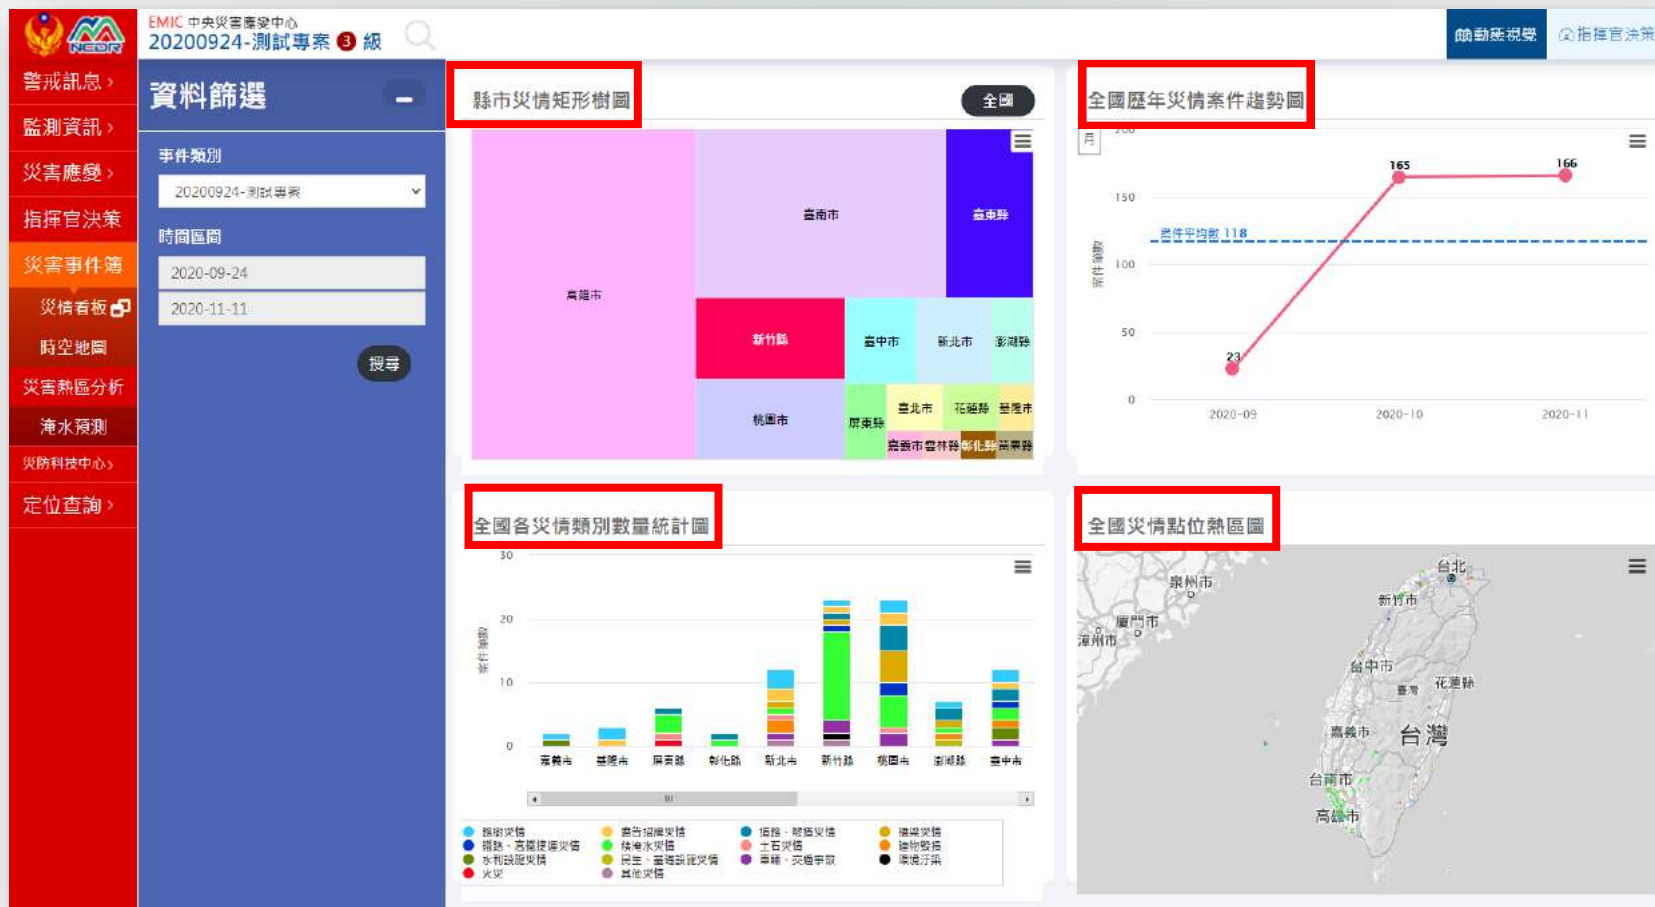 NCDR
EMIC 中央災害應變中心
20200924-測試專案 3 級
動態視覺
指揮官決策
警戒訊息 >
監測資訊 >
災害應變 >
指揮官決策
災害事件簿
災情看板
時空地圖
災害熱區分析
淹水預測
災防科技中心 >
定位查詢 >
資料篩選
事件類別
20200924-測試專案
時間區間
2020-09-24
2020-11-11
搜尋
縣市災情矩形樹圖
全國
高雄市
臺南市
臺東縣
新竹縣
臺中市
新北市
澎湖縣
桃園市
屏東縣
臺北市
花蓮縣
基隆市
嘉義市
雲林縣
彰化縣
苗栗縣
全國歷年災情案件趨勢圖
月
200
150
100
50
0
案件筆數
165
166
案件平均數 118
23
2020-09
2020-10
2020-11
全國各災情類別數量統計圖
30
20
10
0
案件筆數
嘉義市
基隆市
屏東縣
彰化縣
新北市
新竹縣
桃園市
澎湖縣
臺中市
路樹災情
廣告招牌災情
道路、隧道災情
橋梁災情
鐵路、高鐵捷運災情
積淹水災情
土石災情
建物毀損
水利設施災情
民生、基礎設施災情
車輛、交通事故
環境汙染
火災
其他災情
全國災情點位熱區圖
泉州市
廈門市
漳州市
台北
新竹市
台中市
臺灣
花蓮縣
嘉義市
台灣
台南市
高雄市